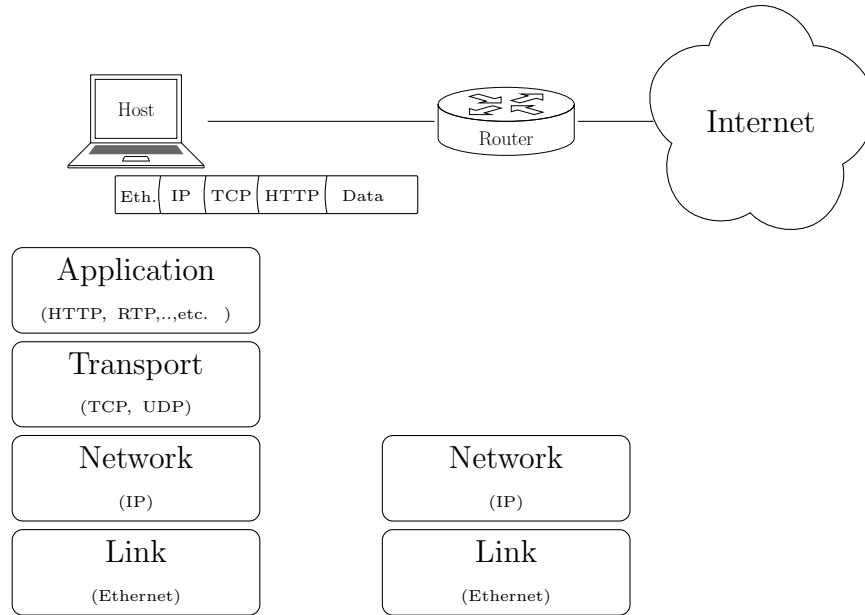 Host
Router
Internet
Eth. IP TCP HTTP Data
Application
(HTTP, RTP,..,etc. )
Transport
(TCP, UDP)
Network
(IP)
Link
(Ethernet)
Network
(IP)
Link
(Ethernet)